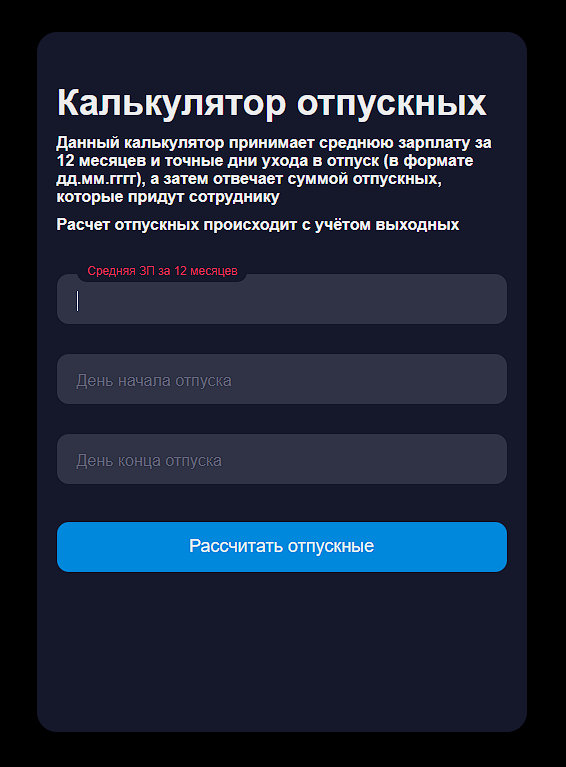 Калькулятор отпускных
Данный калькулятор принимает среднюю зарплату за
12 месяцев и точные дни ухода в отпуск (в формате
дд.мм.гггг), а затем отвечает суммой отпускных,
которые придут сотруднику
Расчет отпускных происходит с учётом выходных
Средняя ЗП за 12 месяцев
День начала отпуска
День конца отпуска
Рассчитать отпускные